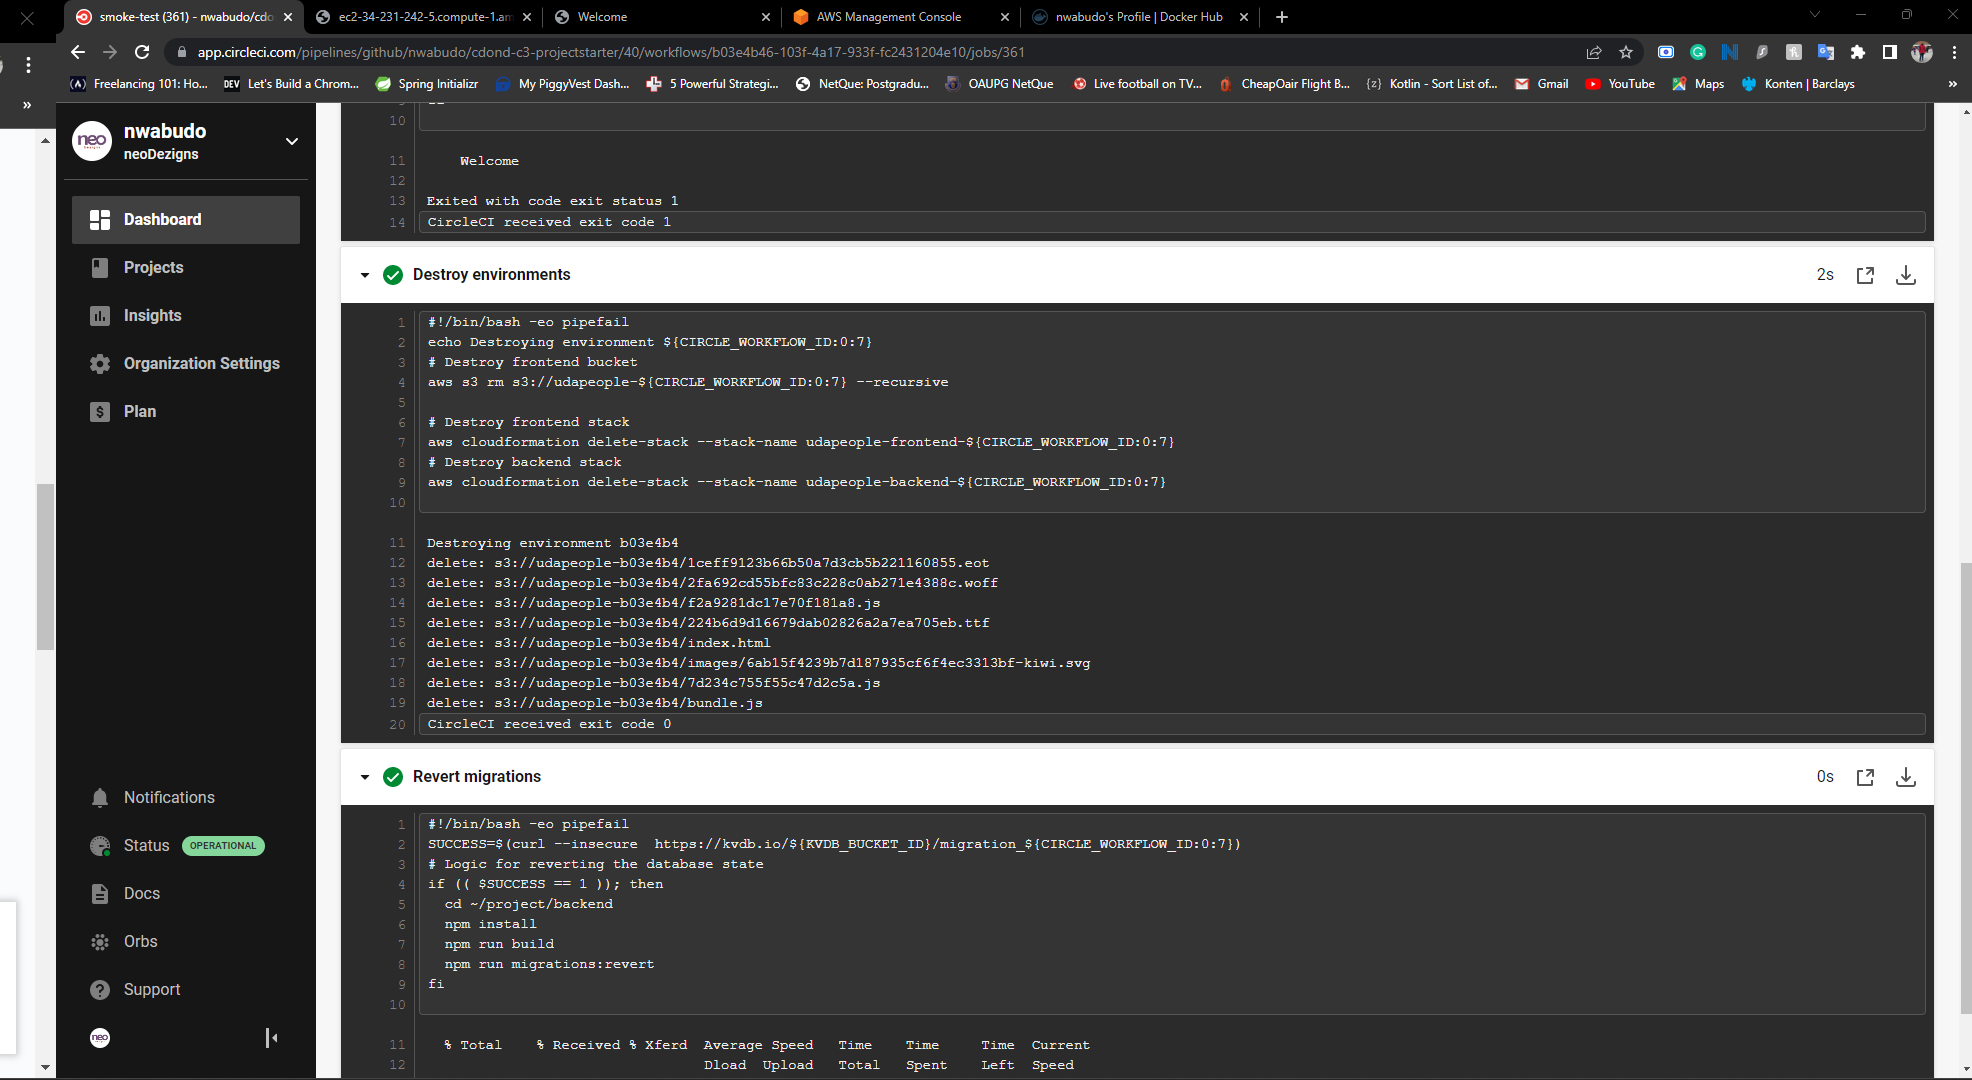 smoke-test (361) - nwabudo/cdo
ec2-34-231-242-5.compute-1.am
Welcome
AWS Management Console
nwabudo's Profile | Docker Hub
app.circleci.com/pipelines/github/nwabudo/cdond-c3-projectstarter/40/workflows/b03e4b46-103f-4a17-933f-fc2431204e10/jobs/361
Freelancing 101: Ho...
DEV Let's Build a Chrom...
Spring Initializr
My PiggyVest Dash...
5 Powerful Strategi...
NetQue: Postgradu...
OAUPG NetQue
Live football on TV...
CheapOair Flight B...
{z} Kotlin - Sort List of...
Gmail
YouTube
Maps
Konten | Barclays
»
»
neo
nwabudo
neoDezigns
Dashboard
Projects
Insights
Organization Settings
Plan
Notifications
Status OPERATIONAL
Docs
Orbs
Support
neo
10
11 Welcome
12
13 Exited with code exit status 1
14 CircleCI received exit code 1
Destroy environments
2s
1 #!/bin/bash -eo pipefail
2 echo Destroying environment ${CIRCLE_WORKFLOW_ID:0:7}
3 # Destroy frontend bucket
4 aws s3 rm s3://udapeople-${CIRCLE_WORKFLOW_ID:0:7} --recursive
5
6 # Destroy frontend stack
7 aws cloudformation delete-stack --stack-name udapeople-frontend-${CIRCLE_WORKFLOW_ID:0:7}
8 # Destroy backend stack
9 aws cloudformation delete-stack --stack-name udapeople-backend-${CIRCLE_WORKFLOW_ID:0:7}
10
11 Destroying environment b03e4b4
12 delete: s3://udapeople-b03e4b4/1ceff9123b66b50a7d3cb5b221160855.eot
13 delete: s3://udapeople-b03e4b4/2fa692cd55bfc83c228c0ab271e4388c.woff
14 delete: s3://udapeople-b03e4b4/f2a9281dc17e70f181a8.js
15 delete: s3://udapeople-b03e4b4/224b6d9d16679dab02826a2a7ea705eb.ttf
16 delete: s3://udapeople-b03e4b4/index.html
17 delete: s3://udapeople-b03e4b4/images/6ab15f4239b7d187935cf6f4ec3313bf-kiwi.svg
18 delete: s3://udapeople-b03e4b4/7d234c755f55c47d2c5a.js
19 delete: s3://udapeople-b03e4b4/bundle.js
20 CircleCI received exit code 0
Revert migrations
0s
1 #!/bin/bash -eo pipefail
2 SUCCESS=$(curl --insecure  https://kvdb.io/${KVDB_BUCKET_ID}/migration_${CIRCLE_WORKFLOW_ID:0:7})
3 # Logic for reverting the database state
4 if (( $SUCCESS == 1 )); then
5   cd ~/project/backend
6   npm install
7   npm run build
8   npm run migrations:revert
9 fi
10
11 % Total    % Received % Xferd  Average Speed   Time    Time     Time  Current
12 Dload  Upload   Total   Spent    Left  Speed